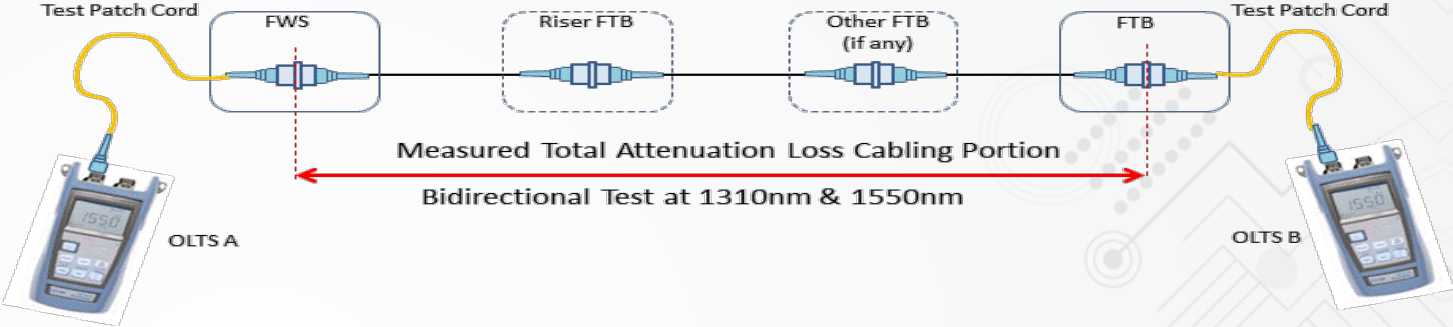 Test Patch Cord
FWS
Riser FTB
Other FTB
(if any)
FTB
Test Patch Cord
Measured Total Attenuation Loss Cabling Portion
Bidirectional Test at 1310nm & 1550nm
1550
OLTS A
1550
OLTS B